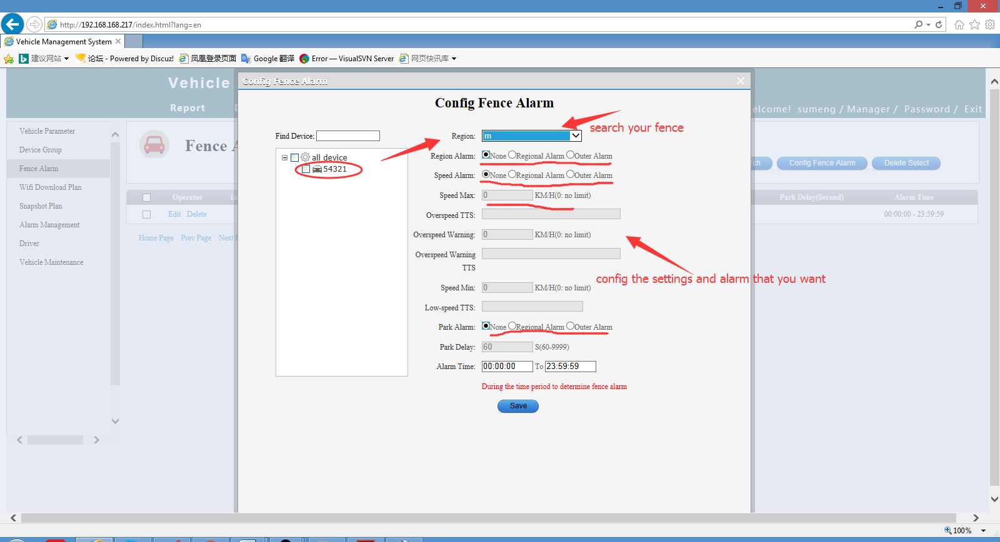 http://192.168.168.217/index.html?lang=en
Vehicle Management System
建议网站
论坛 - Powered by Discuz!
凤凰登录页面
Google 翻译
Error — VisualSVN Server
网页快讯库
Vehicle
Report
elcome! sumeng / Manager / Password / Exit
Vehicle Parameter
Device Group
Fence Alarm
Wifi Download Plan
Snapshot Plan
Alarm Management
Driver
Vehicle Maintenance
Fence A
ch
Config Fence Alarm
Delete Select
Operator
Park Delay(Second)
Alarm Time
Edit Delete
00:00:00 - 23:59:59
Home Page Prev Page Next
Config Fence Alarm
Config Fence Alarm
Find Device:
all device
54321
Region: m
search your fence
Region Alarm: None Regional Alarm Outer Alarm
Speed Alarm: None Regional Alarm Outer Alarm
Speed Max: 0 KM/H(0: no limit)
Overspeed TTS:
Overspeed Warning: 0 KM/H(0: no limit)
Overspeed Warning
TTS
config the settings and alarm that you want
Speed Min: 0 KM/H(0: no limit)
Low-speed TTS:
Park Alarm: None Regional Alarm Outer Alarm
Park Delay: 60 S(60-9999)
Alarm Time: 00:00:00 To 23:59:59
During the time period to determine fence alarm
Save
100%